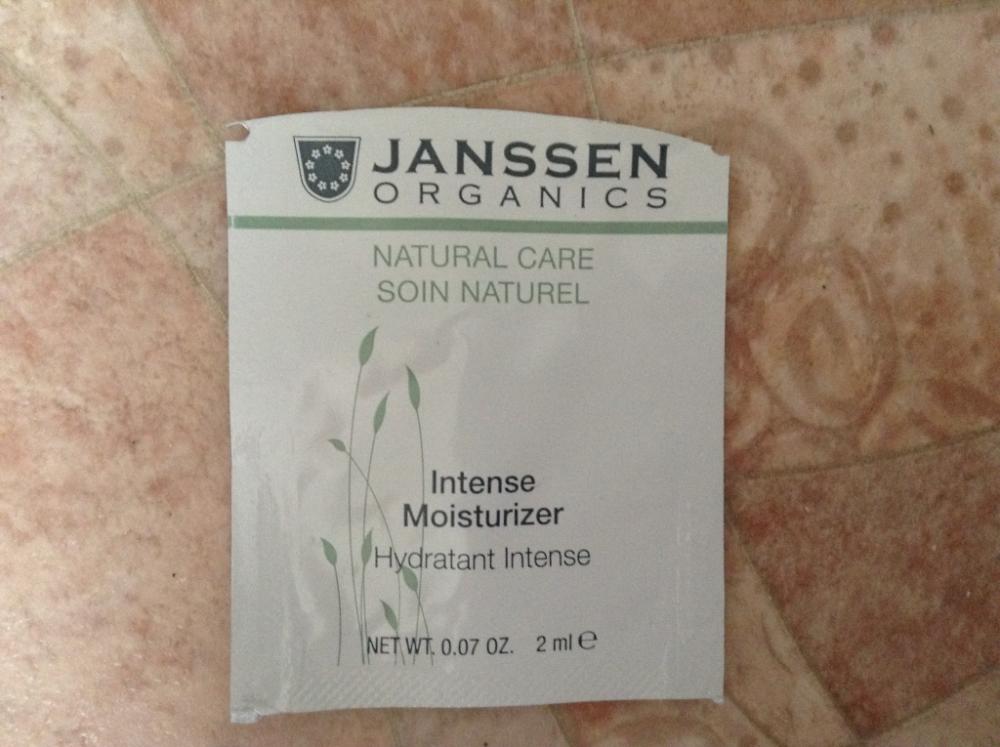 JANSSEN
ORGANICS
NATURAL CARE
SOIN NATUREL
Intense
Moisturizer
Hydratant Intense
NET WT. 0.07 OZ. 2 ml ℮